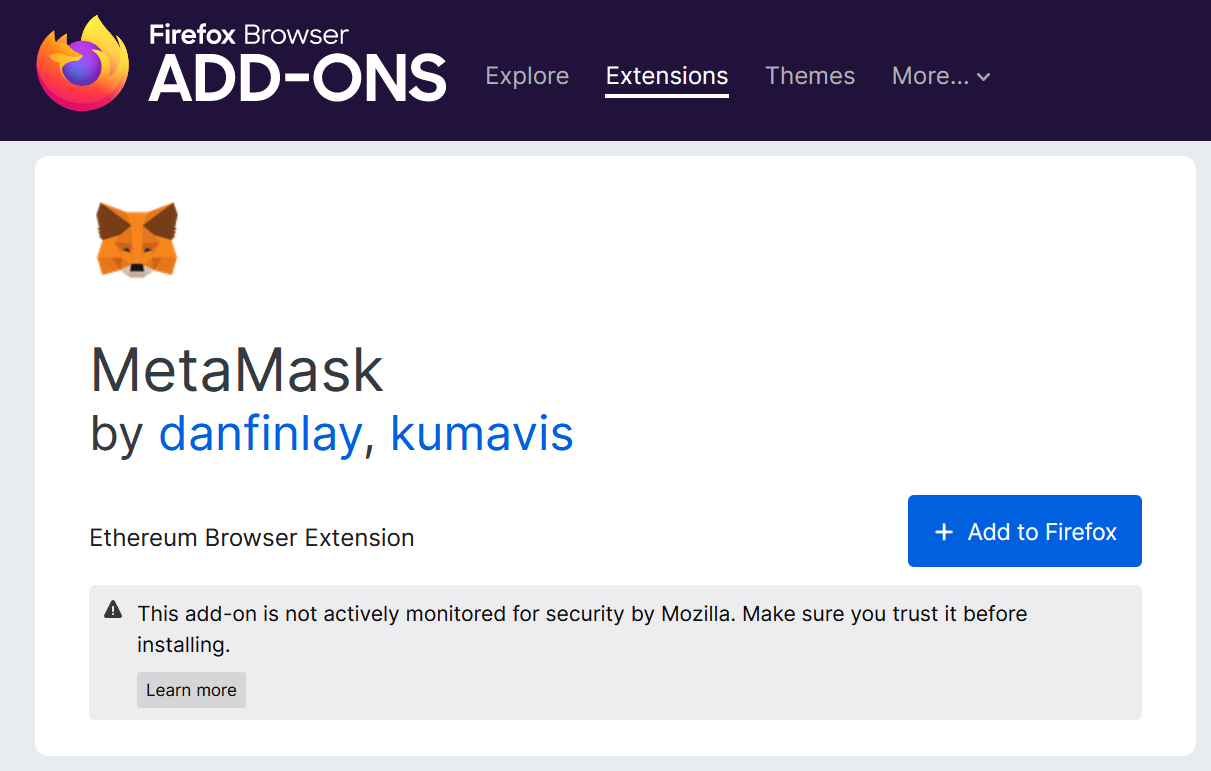 Firefox Browser
ADD-ONS
Explore Extensions Themes More...
MetaMask
by danfinlay, kumavis
Ethereum Browser Extension
+ Add to Firefox
This add-on is not actively monitored for security by Mozilla. Make sure you trust it before
installing.
Learn more